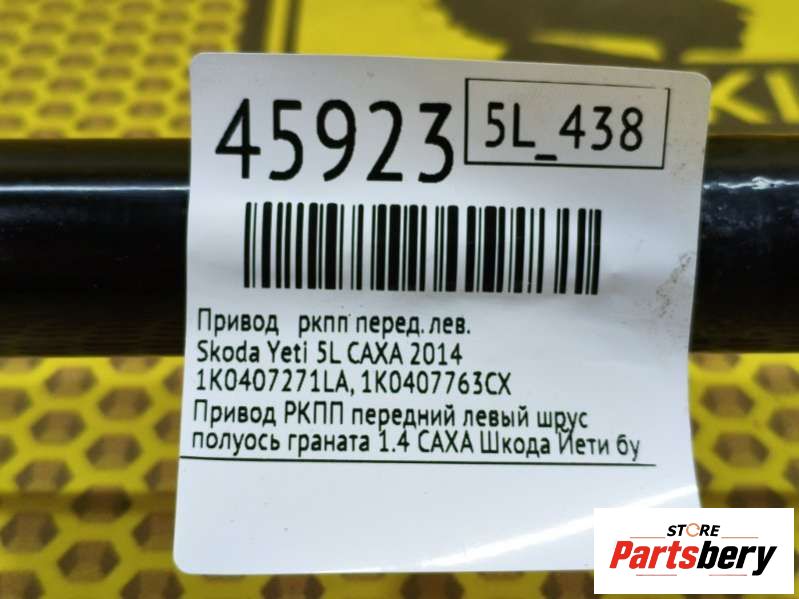 45923
5L_438
Привод ркпп перед. лев.
Skoda Yeti 5L CAXA 2014
1K0407271LA, 1K0407763CX
Привод РКПП передний левый шрус
полуось граната 1.4 CAXA Шкода Йети бу
STORE
Partsbery